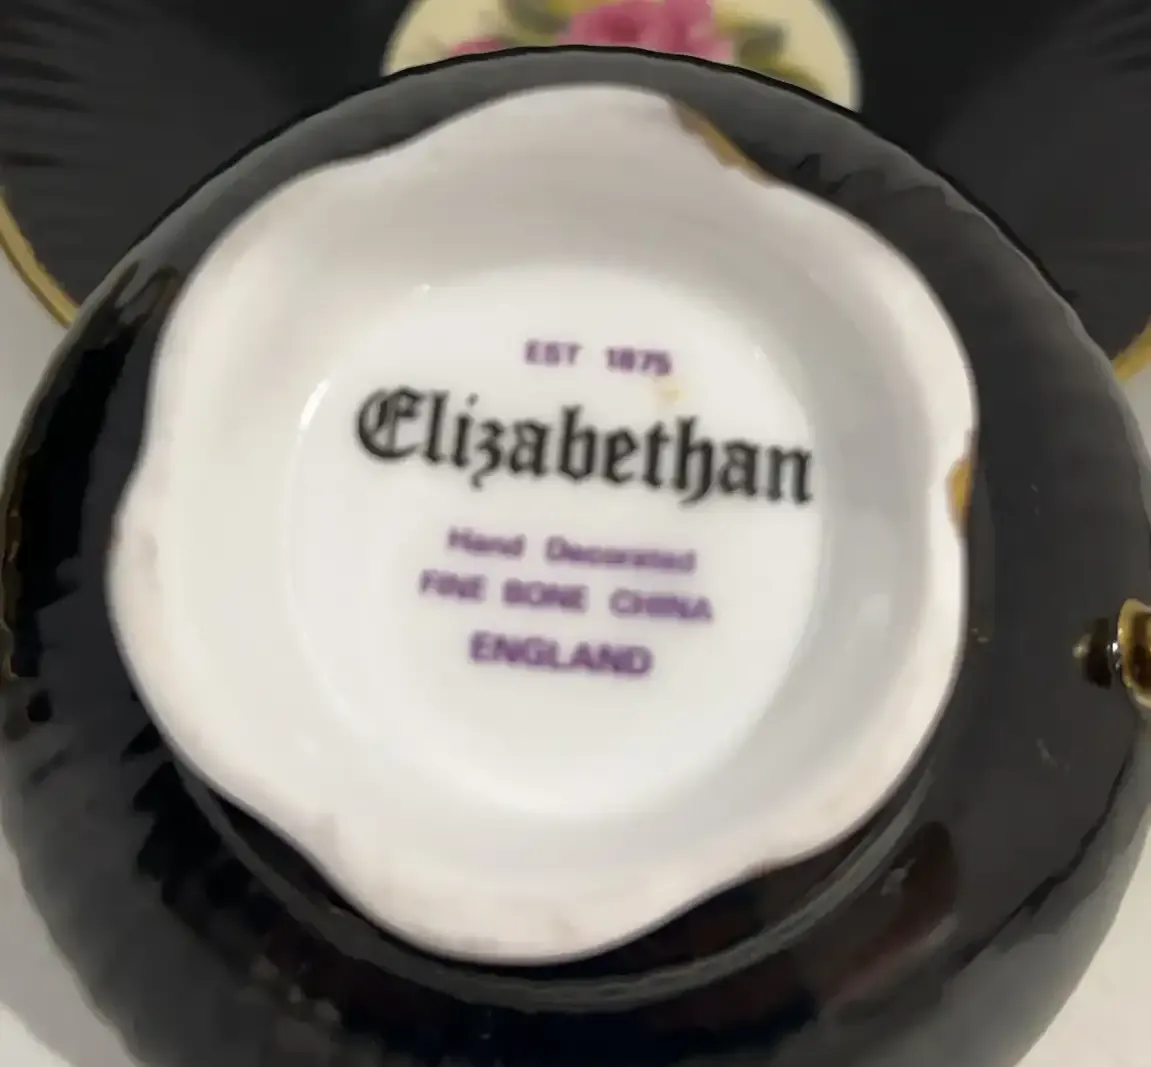 EST 1875
Elizabethan
Hand Decorated
FINE BONE CHINA
ENGLAND